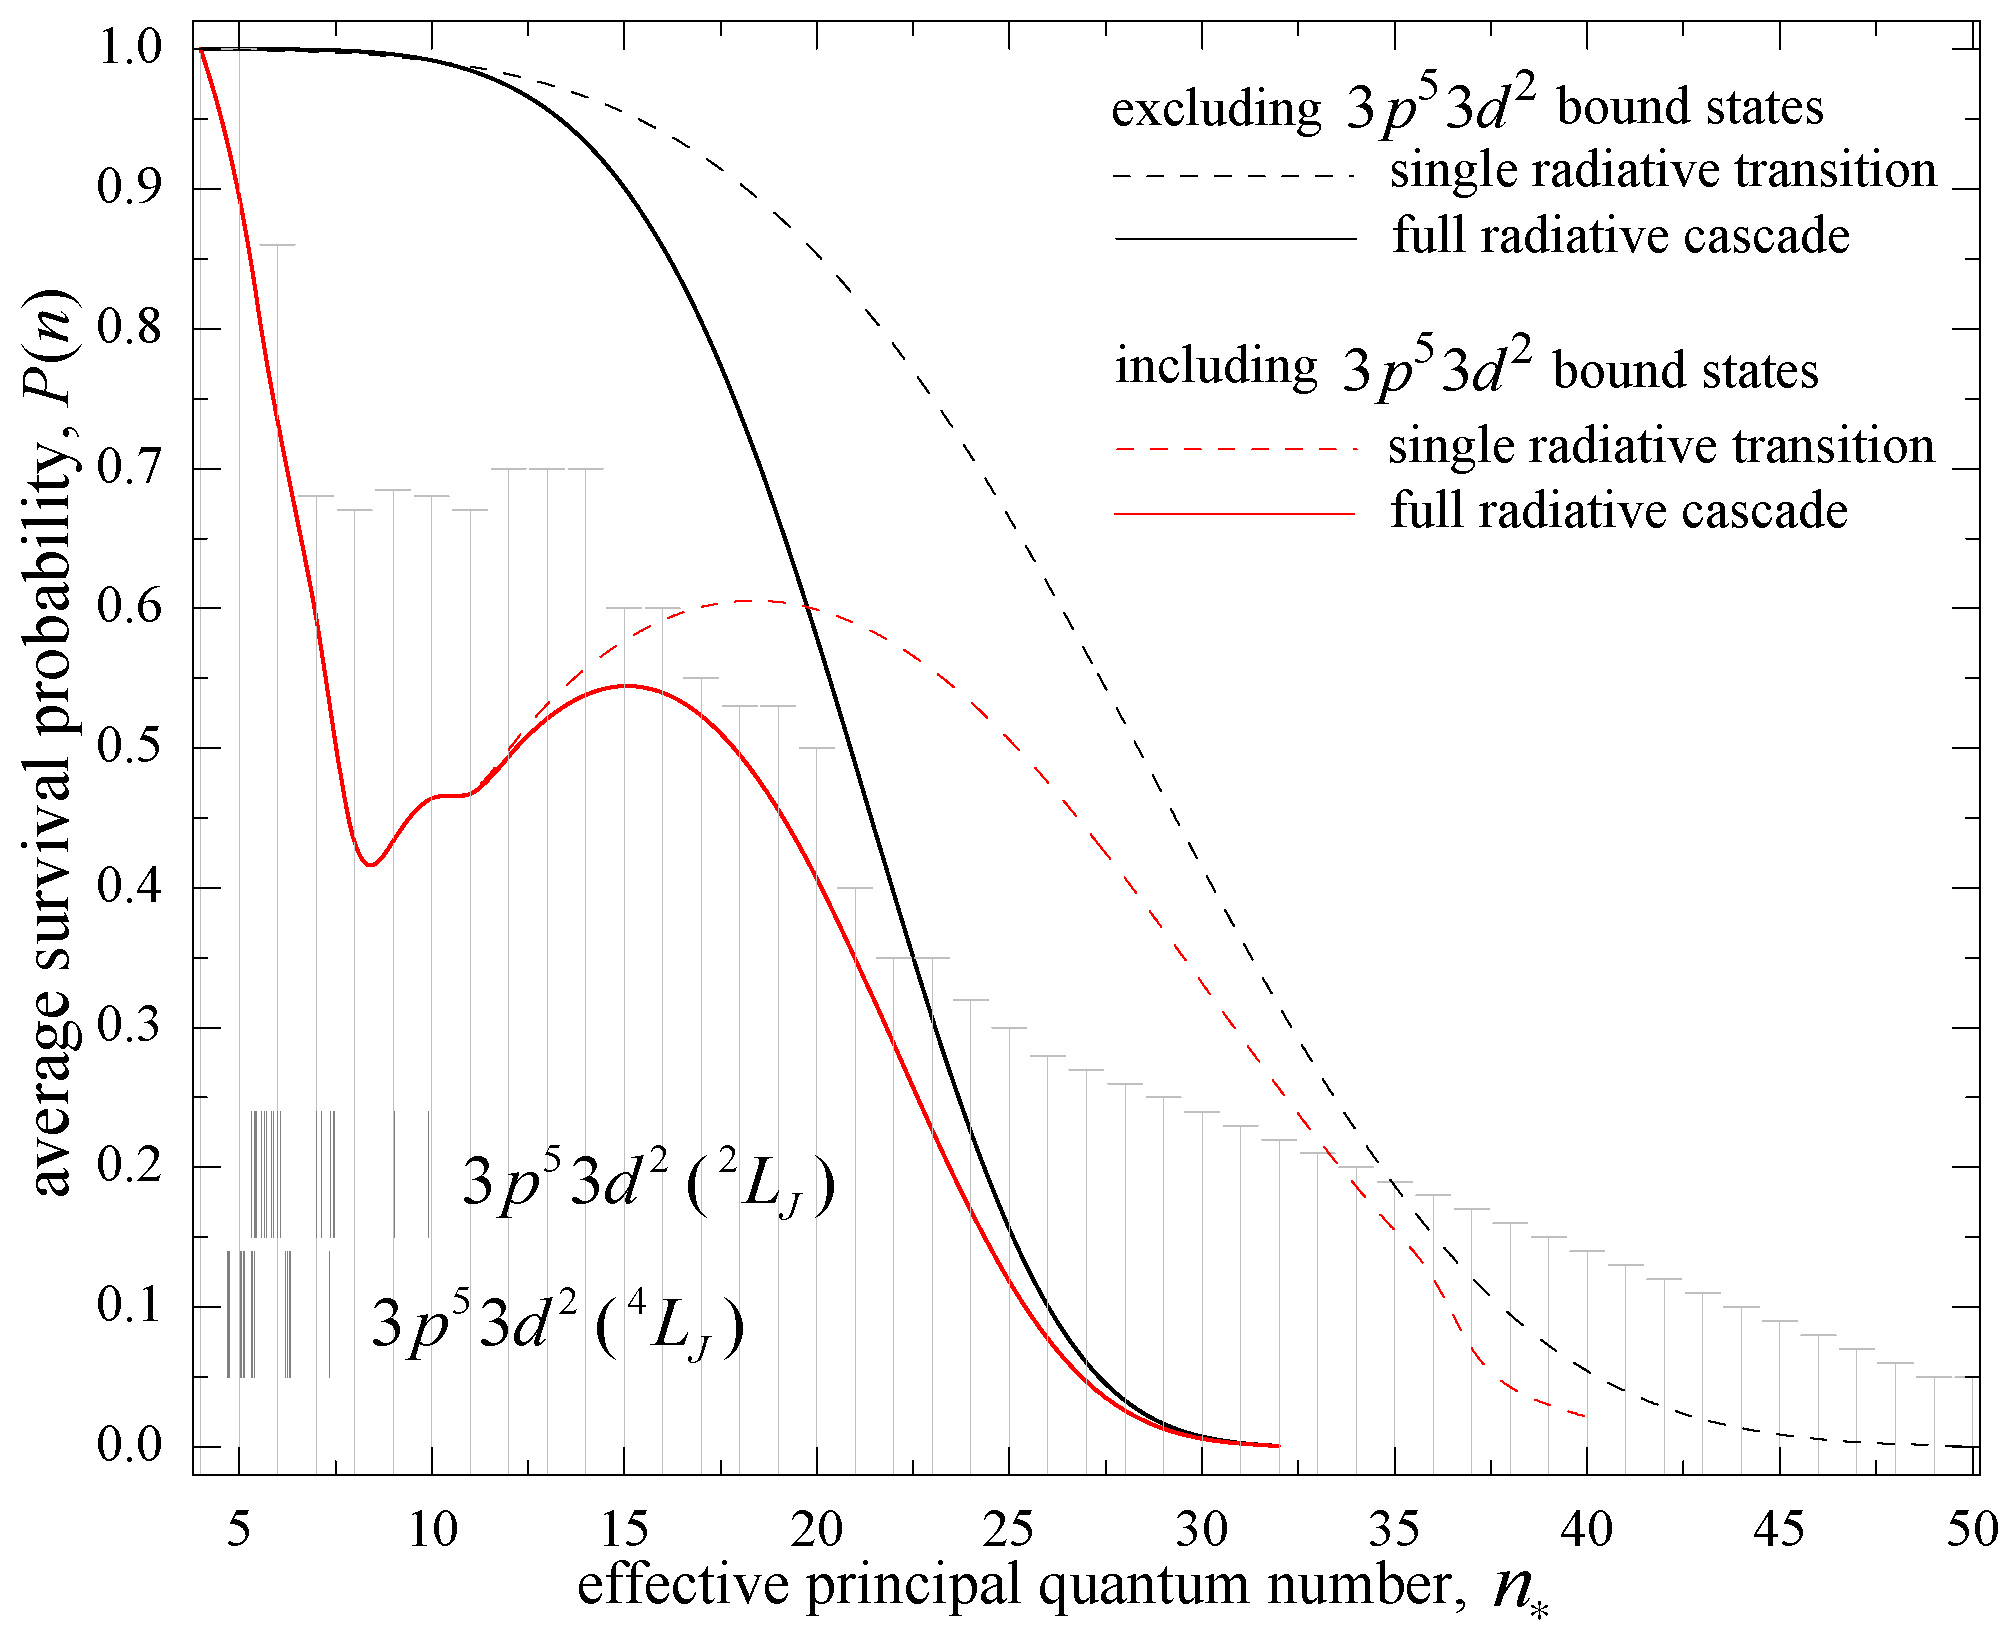 average survival probability, P(n)
1.0
0.9
0.8
0.7
0.6
0.5
0.4
0.3
0.2
0.1
0.0
excluding 3p⁵3d² bound states
single radiative transition
full radiative cascade
including 3p⁵3d² bound states
single radiative transition
full radiative cascade
3p⁵3d² (²L_J)
3p⁵3d² (⁴L_J)
5 10 15 20 25 30 35 40 45 50
effective principal quantum number, n_*